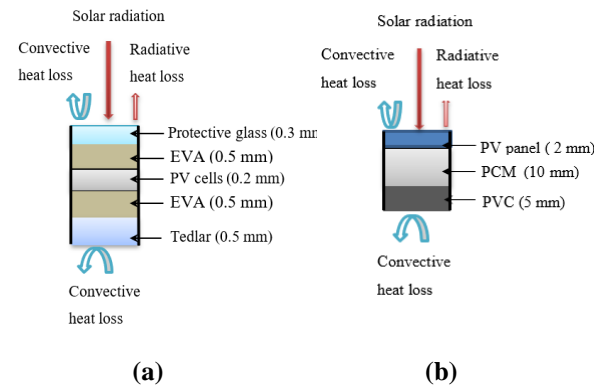 Solar radiation
Convective
heat loss
Radiative
heat loss
Protective glass (0.3 mm
EVA (0.5 mm)
PV cells (0.2 mm)
EVA (0.5 mm)
Tedlar (0.5 mm)
Convective
heat loss
(a)
Solar radiation
Convective
heat loss
Radiative
heat loss
PV panel ( 2 mm)
PCM (10 mm)
PVC (5 mm)
Convective
heat loss
(b)